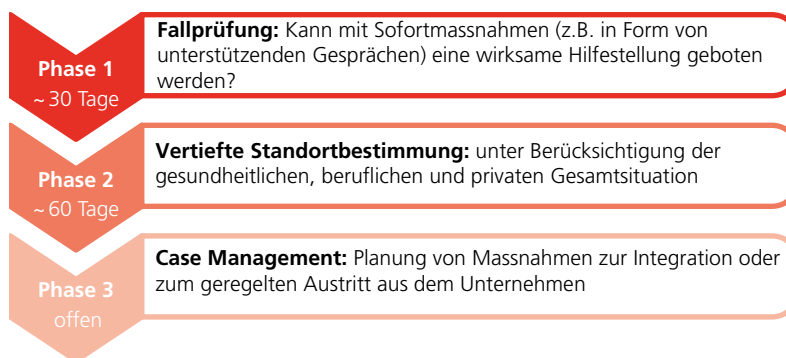 Phase 1
~ 30 Tage
Fallprüfung: Kann mit Sofortmassnahmen (z.B. in Form von
unterstützenden Gesprächen) eine wirksame Hilfestellung geboten
werden?
Phase 2
~ 60 Tage
Vertiefte Standortbestimmung: unter Berücksichtigung der
gesundheitlichen, beruflichen und privaten Gesamtsituation
Phase 3
offen
Case Management: Planung von Massnahmen zur Integration oder
zum geregelten Austritt aus dem Unternehmen